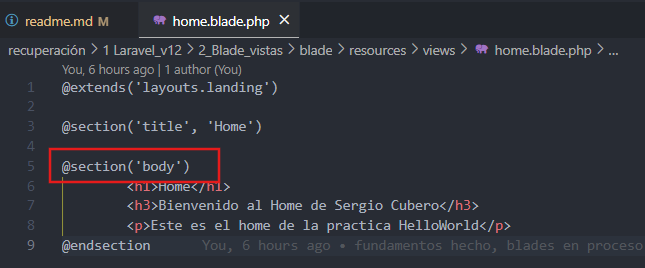 readme.md M
home.blade.php
recuperación > 1 Laravel_v12 > 2_Blade_vistas > blade > resources > views > home.blade.php > ...
You, 6 hours ago | 1 author (You)
1 @extends('layouts.landing')
2
3 @section('title', 'Home')
4
5 @section('body')
6 <h1>Home</h1>
7 <h3>Bienvenido al Home de Sergio Cubero</h3>
8 <p>Este es el home de la practica HelloWorld</p>
9 @endsection You, 6 hours ago • fundamentos hecho, blades en proceso